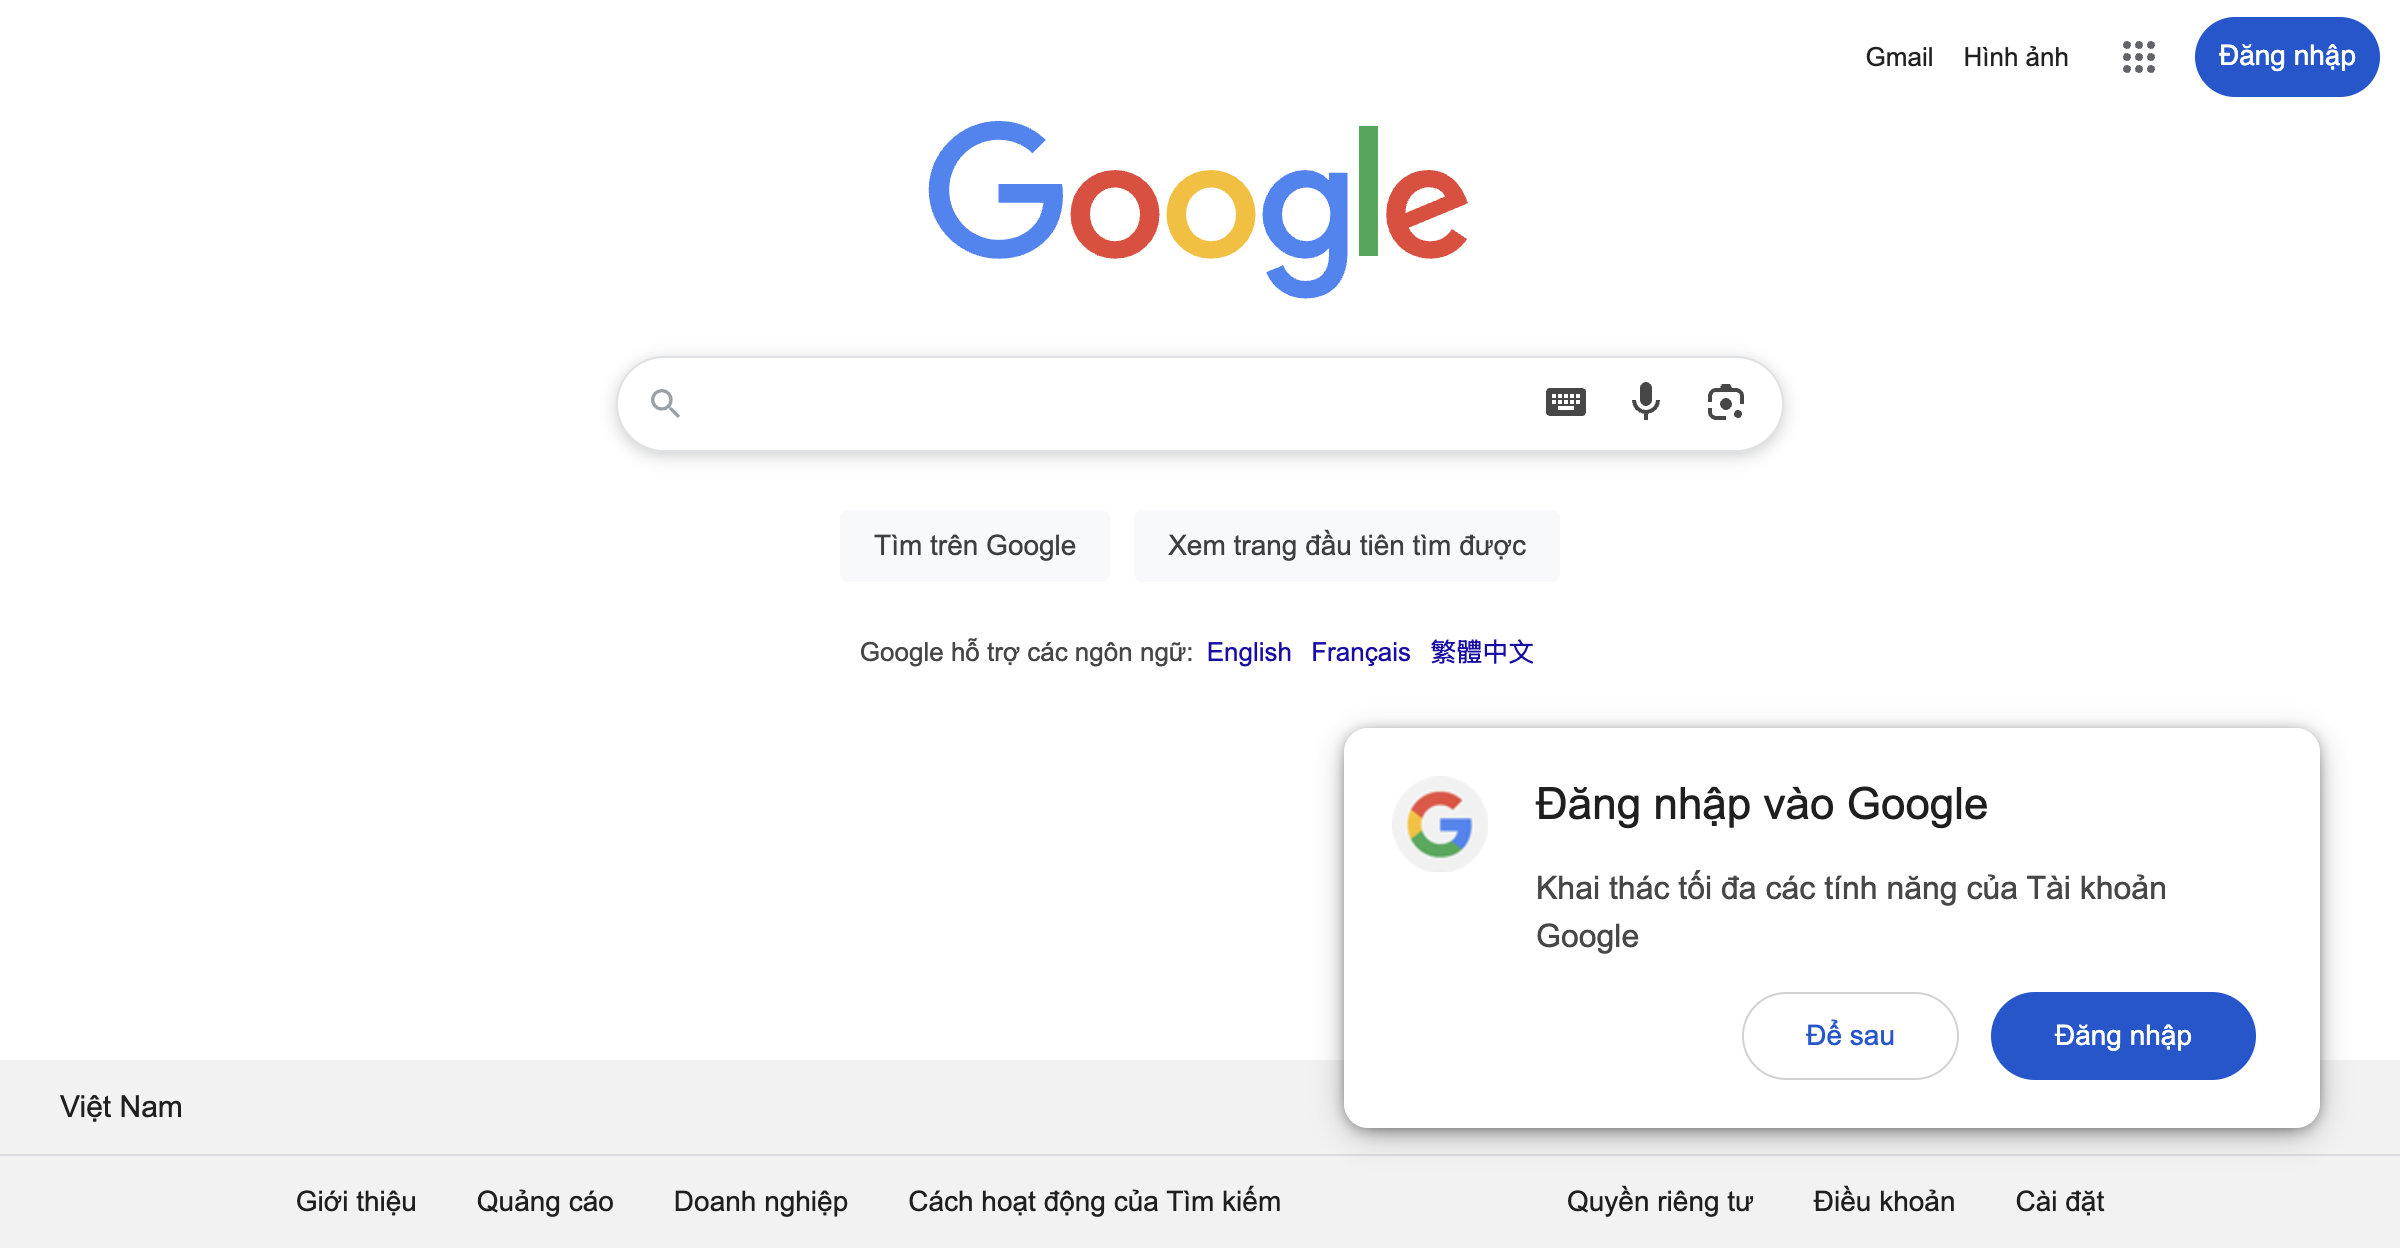 Gmail Hình ảnh Đăng nhập
Google
Tìm trên Google Xem trang đầu tiên tìm được
Google hỗ trợ các ngôn ngữ: English Français 繁體中文
Đăng nhập vào Google
Khai thác tối đa các tính năng của Tài khoản
Google
Để sau Đăng nhập
Việt Nam
Giới thiệu Quảng cáo Doanh nghiệp Cách hoạt động của Tìm kiếm Quyền riêng tư Điều khoản Cài đặt